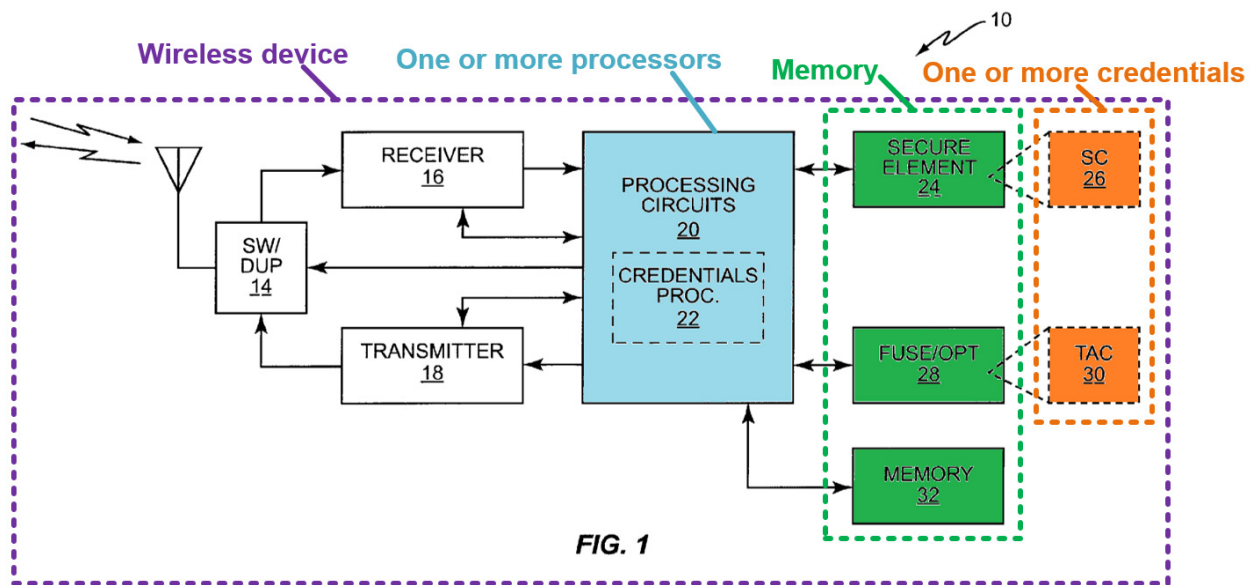 10
Wireless device
One or more processors
Memory
One or more credentials
RECEIVER
16
SW/
DUP
14
TRANSMITTER
18
PROCESSING
CIRCUITS
20
CREDENTIALS
PROC.
22
SECURE
ELEMENT
24
SC
26
FUSE/OPT
28
TAC
30
MEMORY
32
FIG. 1